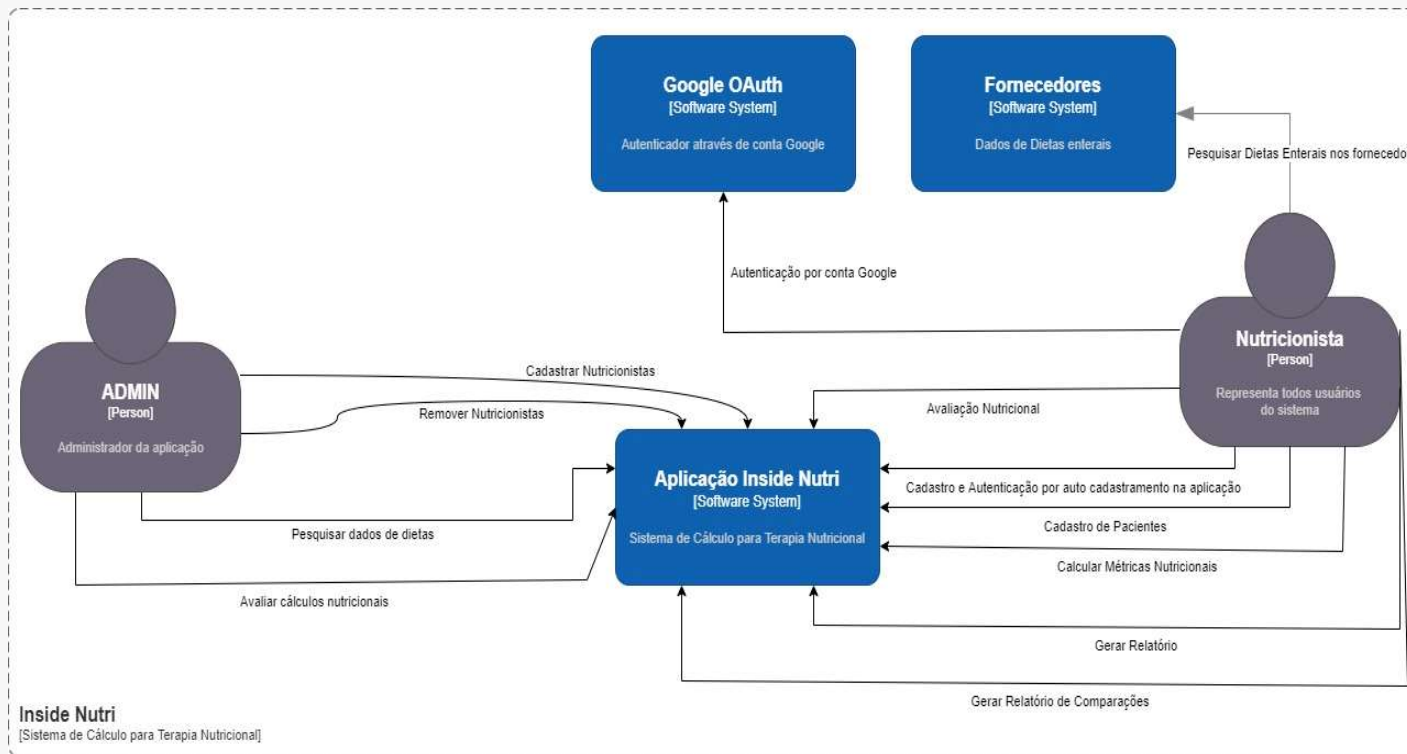 Google OAuth
[Software System]
Autenticador através de conta Google
Fornecedores
[Software System]
Dados de Dietas enterais
Pesquisar Dietas Enterais nos fornecedo
Autenticação por conta Google
Nutricionista
[Person]
Representa todos usuários
do sistema
ADMIN
[Person]
Administrador da aplicação
Cadastrar Nutricionistas
Remover Nutricionistas
Avaliação Nutricional
Aplicação Inside Nutri
[Software System]
Sistema de Cálculo para Terapia Nutricional
Cadastro e Autenticação por auto cadastramento na aplicação
Cadastro de Pacientes
Calcular Métricas Nutricionais
Pesquisar dados de dietas
Avaliar cálculos nutricionais
Gerar Relatório
Gerar Relatório de Comparações
Inside Nutri
[Sistema de Cálculo para Terapia Nutricional]